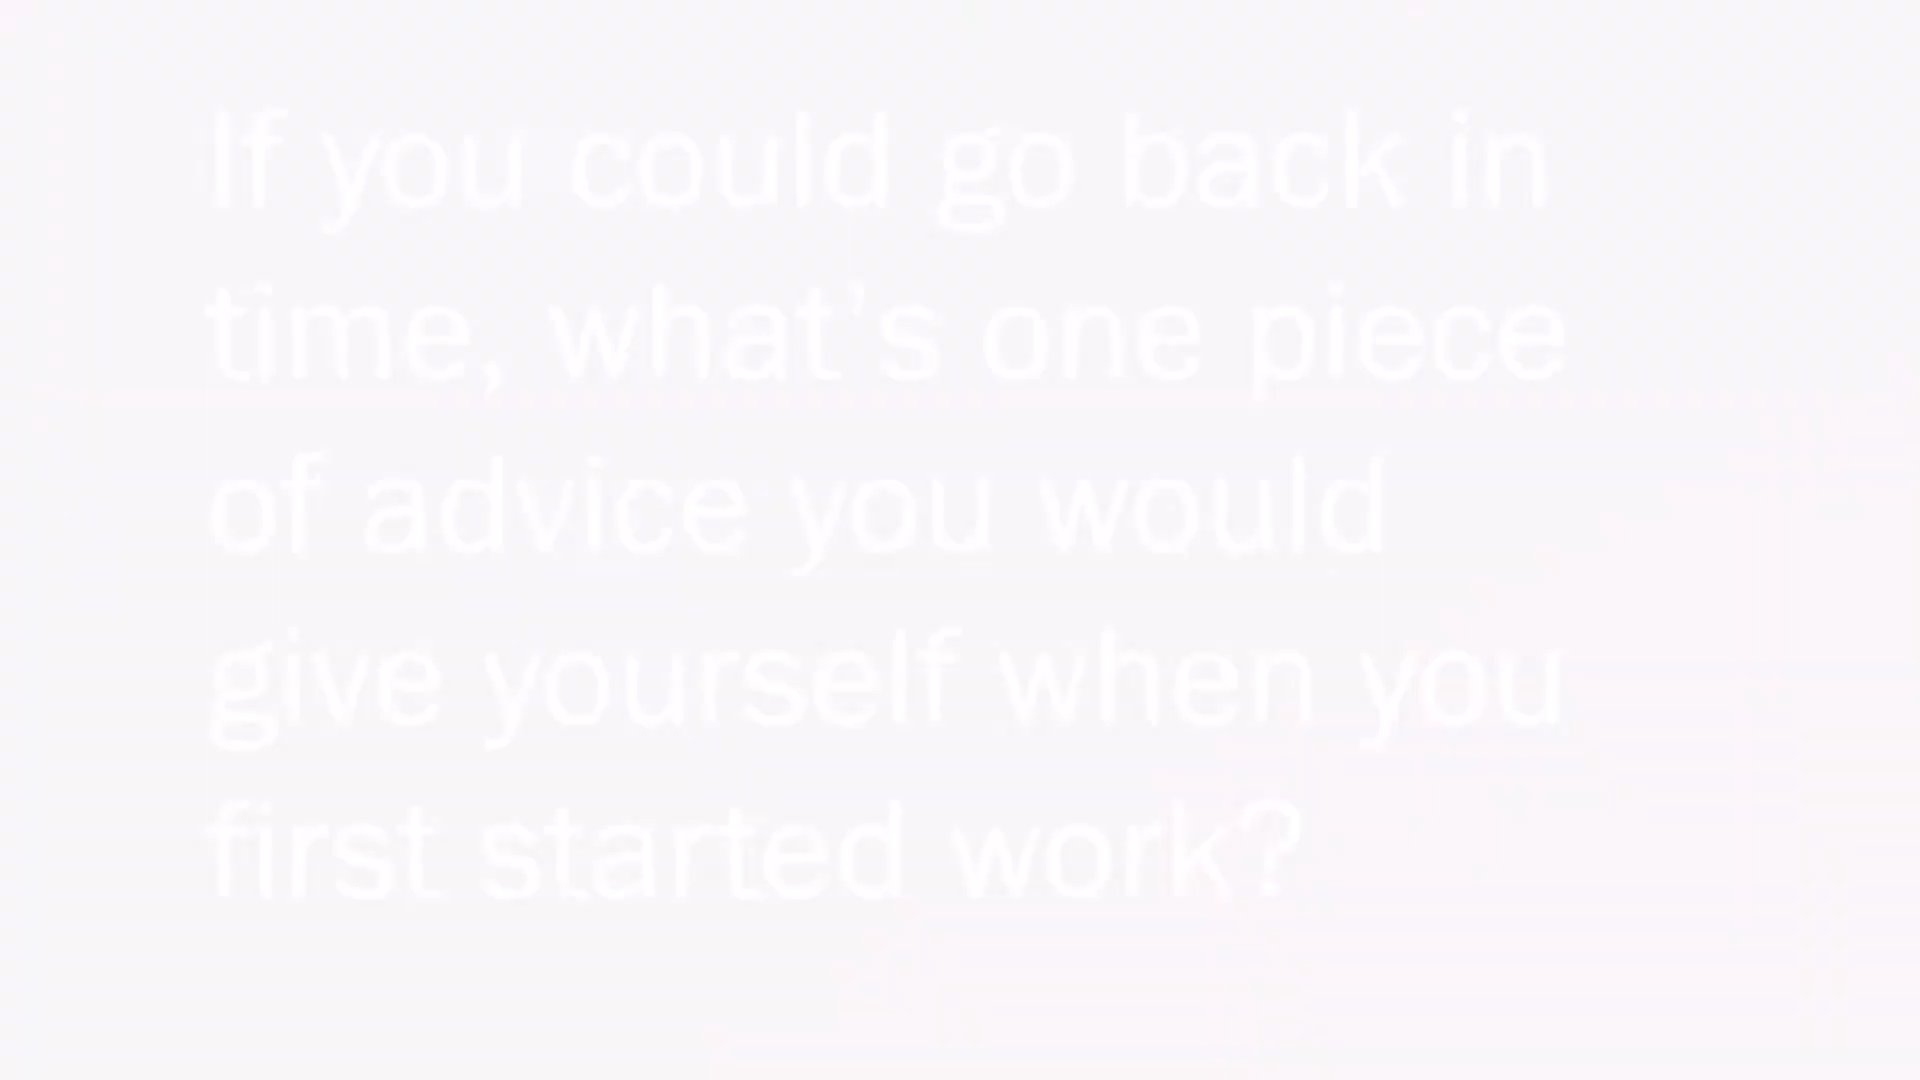 If you could go back in
time, what's one piece
of advice you would
give yourself when you
first started work?